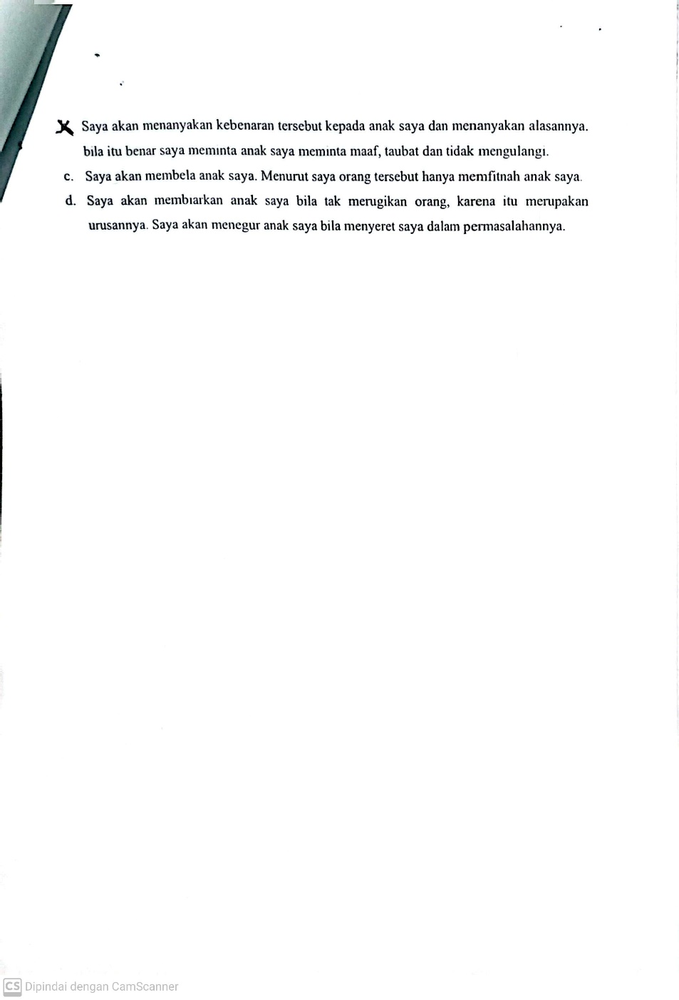 Saya akan menanyakan kebenaran tersebut kepada anak saya dan menanyakan alasannya.
bila itu benar saya meminta anak saya meminta maaf, taubat dan tidak mengulangi.
c. Saya akan membela anak saya. Menurut saya orang tersebut hanya memfitnah anak saya.
d. Saya akan membiarkan anak saya bila tak merugikan orang, karena itu merupakan
urusannya. Saya akan menegur anak saya bila menyeret saya dalam permasalahannya.
CS Dipindai dengan CamScanner